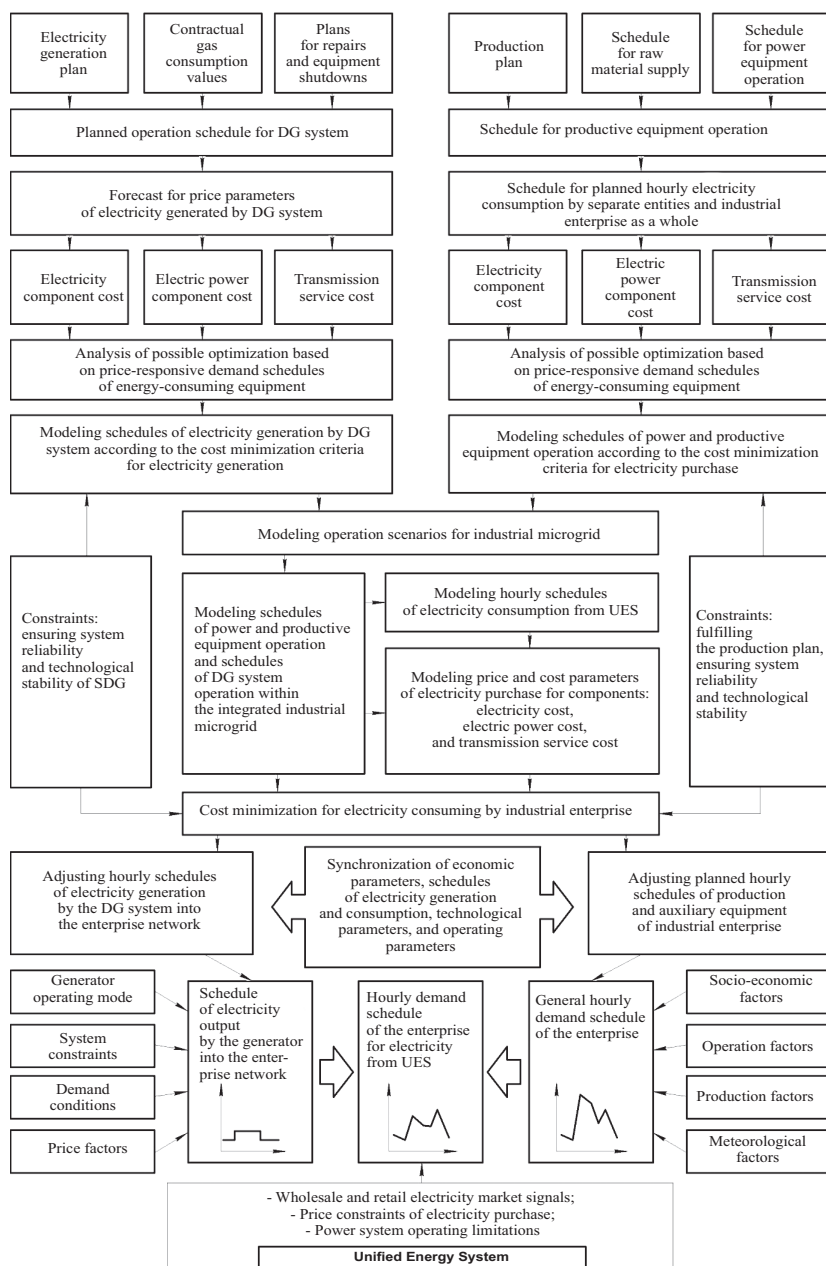 Electricity
generation plan
Contractual
gas
consumption
values
Plans
for repairs
and equipment
shutdowns
Production
plan
Schedule
for raw
material supply
Schedule
for power
equipment
operation
Planned operation schedule for DG system
Schedule for productive equipment operation
Forecast for price parameters
of electricity generated by DG system
Schedule for planned hourly electricity
consumption by separate entities and industrial
enterprise as a whole
Electricity
component cost
Electric power
component cost
Transmission
service cost
Electricity
component cost
Electric
power
component
cost
Transmission
service cost
Analysis of possible optimization based
on price-responsive demand schedules
of energy-consuming equipment
Analysis of possible optimization based
on price-responsive demand schedules
of energy-consuming equipment
Modeling schedules of electricity generation by DG
system according to the cost minimization criteria
for electricity generation
Modeling schedules of power and productive
equipment operation according to the cost minimization
criteria for electricity purchase
Modeling operation scenarios for industrial microgrid
Constraints:
ensuring system
reliability
and technological
stability of SDG
Modeling schedules
of power and productive
equipment operation
and schedules
of DG system
operation within
the integrated industrial
microgrid
Modeling hourly schedules
of electricity consumption from UES
Modeling price and cost parameters
of electricity purchase for components:
electricity cost,
electric power cost,
and transmission service cost
Constraints:
fulfilling
the production plan,
ensuring system
reliability
and technological
stability
Cost minimization for electricity consuming by industrial enterprise
Adjusting hourly schedules
of electricity generation
by the DG system into
the enterprise network
Synchronization of economic
parameters, schedules
of electricity generation
and consumption, technological
parameters, and operating
parameters
Adjusting planned hourly
schedules of production
and auxiliary equipment
of industrial enterprise
Generator
operating mode
System
constraints
Demand
conditions
Price factors
Schedule
of electricity
output
by the generator
into the enter-
prise network
Hourly demand
schedule
of the enterprise
for electricity
from UES
General hourly
demand schedule
of the enterprise
Socio-economic
factors
Operation factors
Production factors
Meteorological
factors
- Wholesale and retail electricity market signals;
- Price constraints of electricity purchase;
- Power system operating limitations
Unified Energy System